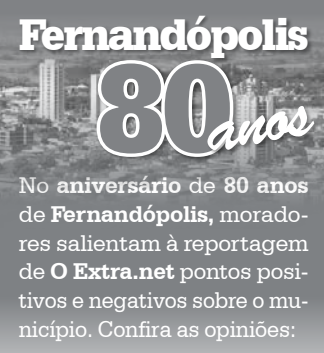 Fernandópolis
80 anos
No aniversário de 80 anos
de Fernandópolis, morado-
res salientam à reportagem
de O Extra.net pontos posi-
tivos e negativos sobre o mu-
nicípio. Confira as opiniões: